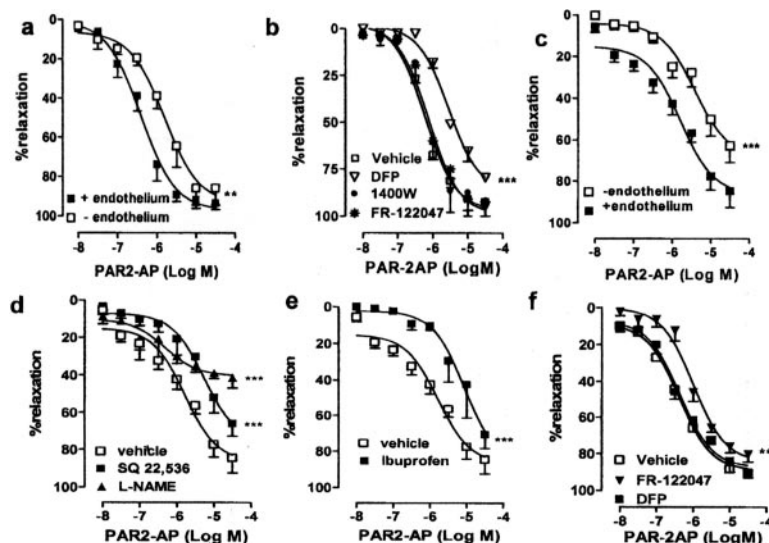 a
0
20
40
60
80
100
%relaxation
+ endothelium
- endothelium
**
-8 -7 -6 -5 -4
PAR2-AP (Log M)
b
0
25
50
75
100
%relaxation
Vehicle
DFP
1400W
FR-122047
***
-8 -7 -6 -5 -4
PAR-2AP (LogM)
c
0
20
40
60
80
100
%relaxation
-endothelium
+endothelium
***
-8 -7 -6 -5 -4
PAR2-AP (Log M)
d
0
20
40
60
80
100
%relaxation
vehicle
SQ 22,536
L-NAME
***
***
-8 -7 -6 -5 -4
PAR2-AP (Log M)
e
0
20
40
60
80
100
%relaxation
vehicle
Ibuprofen
***
-8 -7 -6 -5 -4
PAR2-AP (Log M)
f
0
20
40
60
80
100
%relaxation
Vehicle
FR-122047
DFP
**
-8 -7 -6 -5 -4
PAR-2AP (Log M)